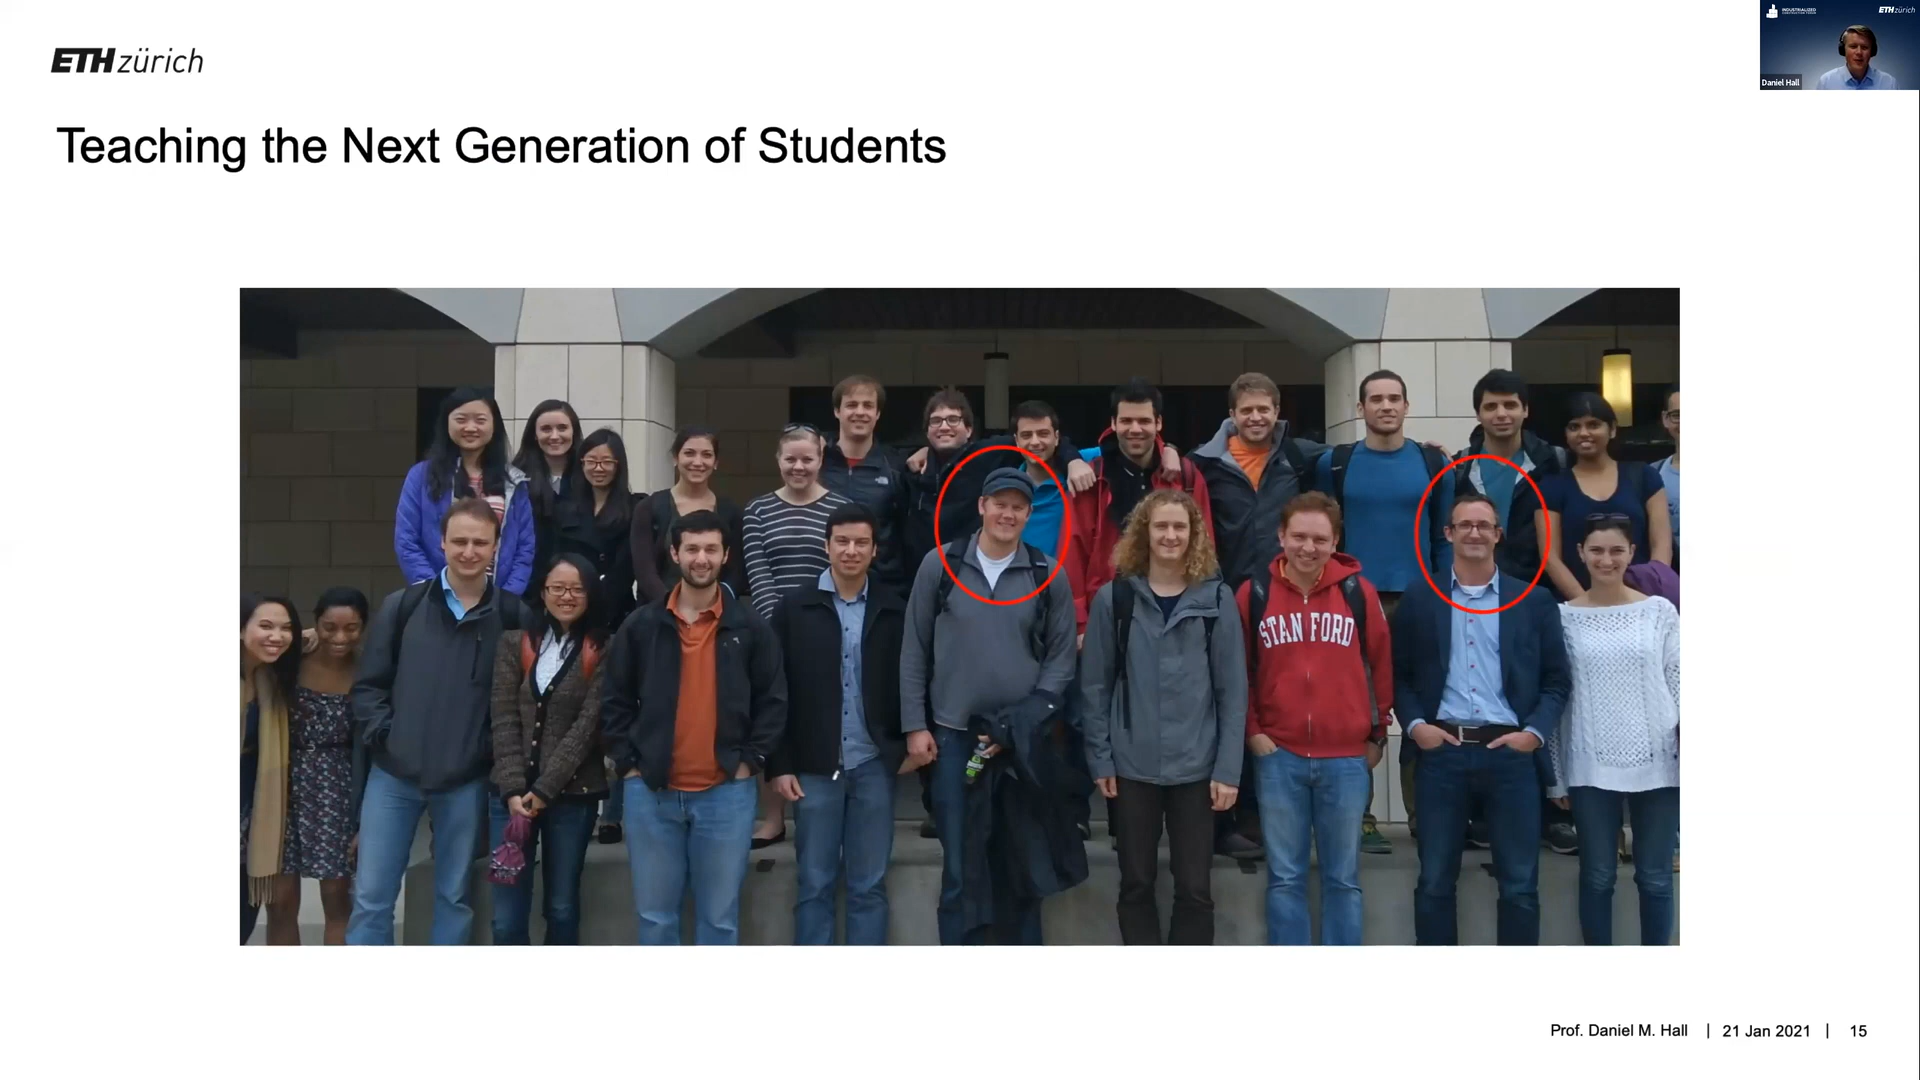 ETH zürich
INDUSTRIALIZED
ETH zürich
Daniel Hall
Teaching the Next Generation of Students
STANFORD
Prof. Daniel M. Hall | 21 Jan 2021 | 15